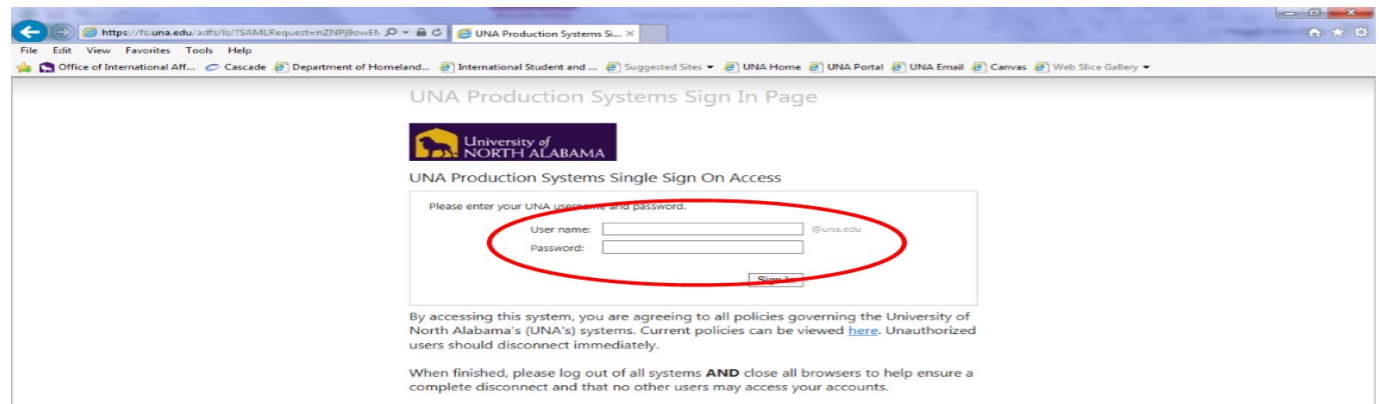 https://fs.una.edu/adfs/ls/?SAMLRequest=nZNPj9owEN
UNA Production Systems Si...
File Edit View Favorites Tools Help
Office of International Aff... Cascade Department of Homeland... International Student and ... Suggested Sites UNA Home UNA Portal UNA Email Canvas Web Slice Gallery
UNA Production Systems Sign In Page
University of
NORTH ALABAMA
UNA Production Systems Single Sign On Access
Please enter your UNA username and password.
User name: @una.edu
Password:
Sign In
By accessing this system, you are agreeing to all policies governing the University of
North Alabama's (UNA's) systems. Current policies can be viewed here. Unauthorized
users should disconnect immediately.
When finished, please log out of all systems AND close all browsers to help ensure a
complete disconnect and that no other users may access your accounts.